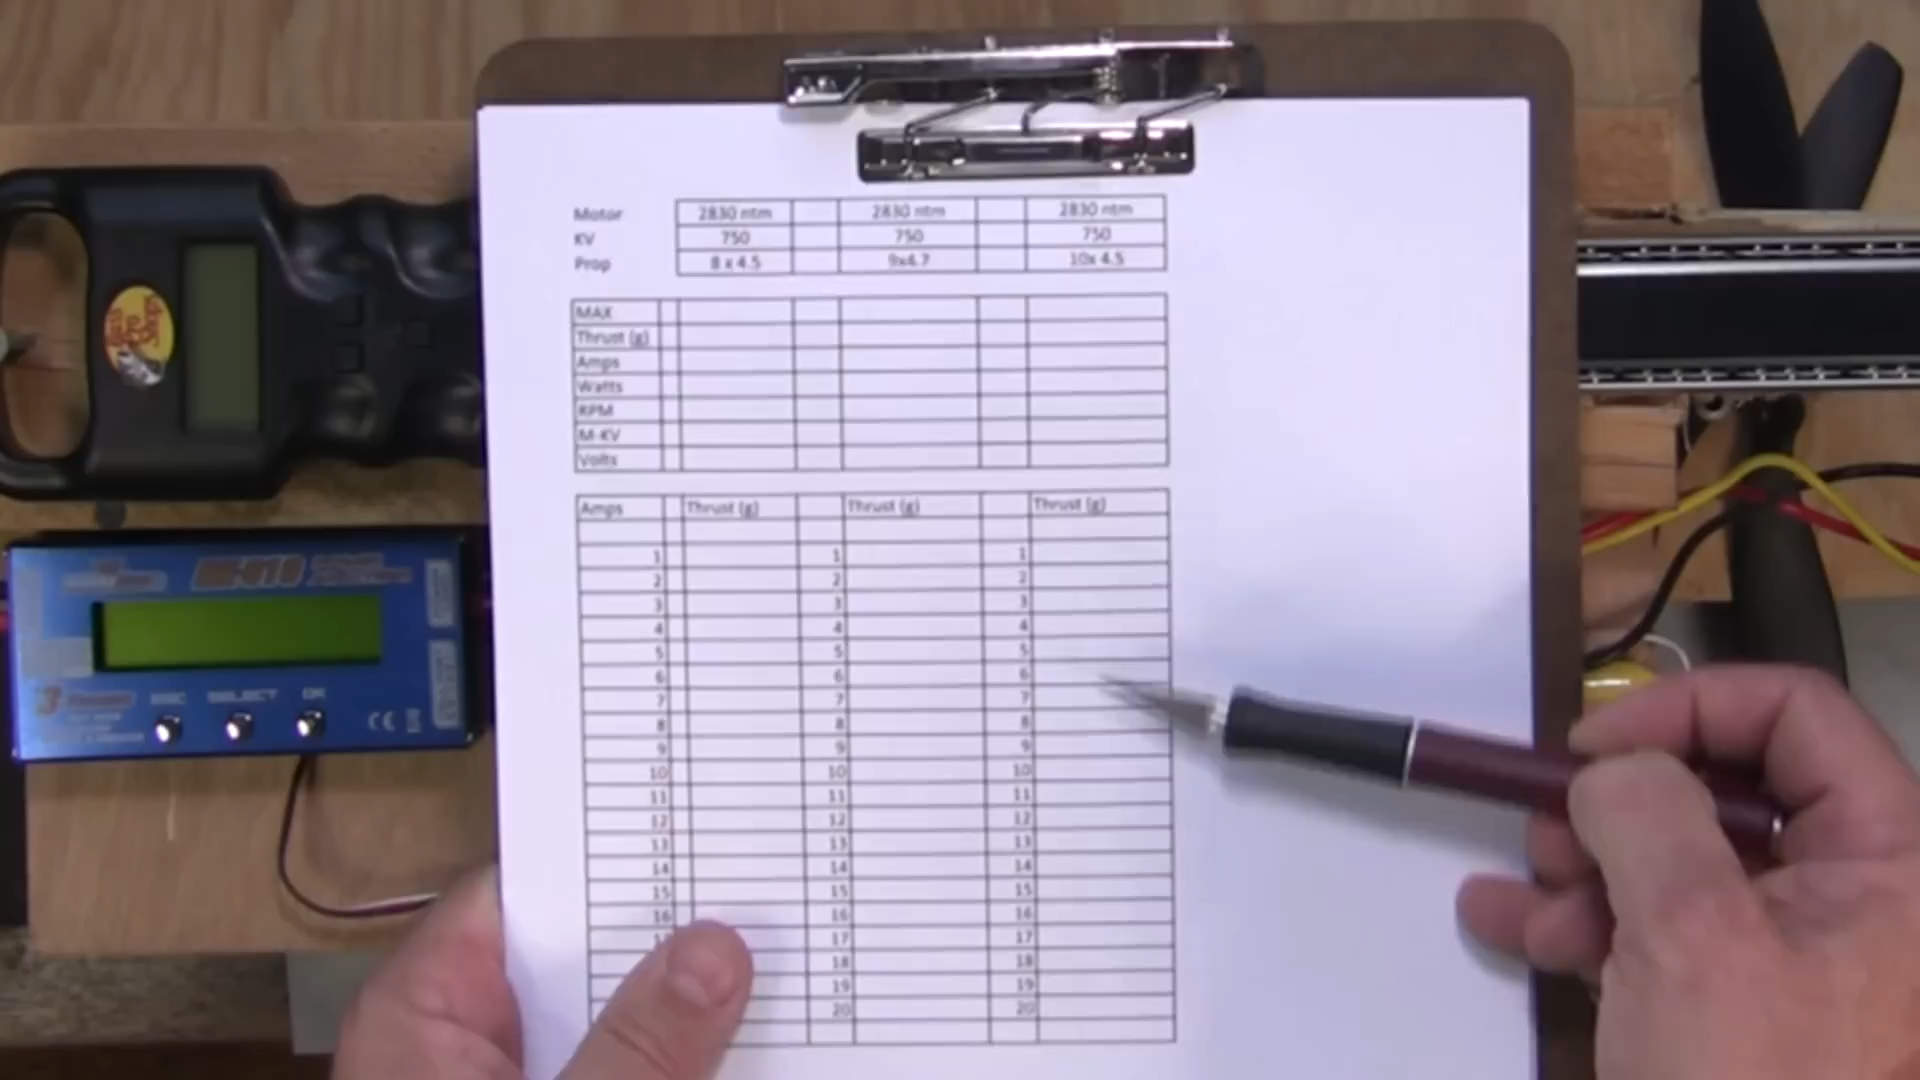 Motor 2830 ntm 2830 ntm 2830 ntm
KV 750 750 750
Prop 8 x 4.5 9x4.7 10x 4.5
MAX
Thrust (g)
Amps
Watts
RPM
M-KV
Voltx
Amps Thrust (g) Thrust (g) Thrust (g)
1 1 1
2 2 2
3 3 3
4 4 4
5 5 5
6 6 6
7 7 7
8 8 8
9 9 9
10 10 10
11 11 11
12 12 12
13 13 13
14 14 14
15 15 15
16 16 16
17 17
18 18
19 19
20 20
Bass Pro Shops
SELECT OK
CE